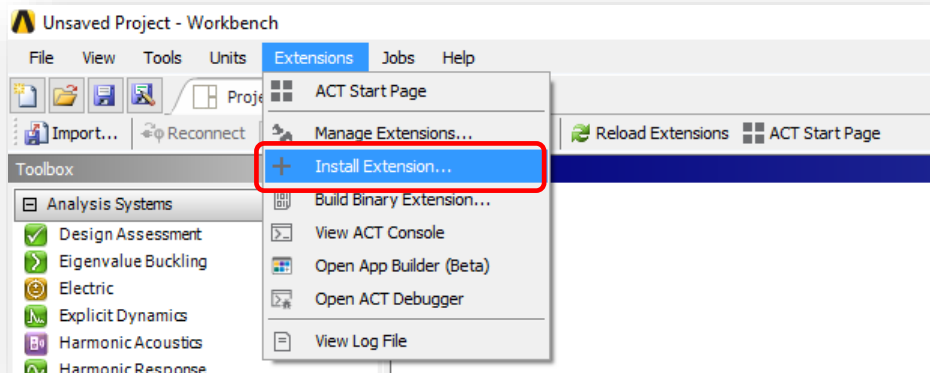 Unsaved Project - Workbench
File View Tools Units Extensions Jobs Help
ACT Start Page
Import... Reconnect
Manage Extensions...
Reload Extensions ACT Start Page
Install Extension...
Build Binary Extension...
View ACT Console
Open App Builder (Beta)
Open ACT Debugger
View Log File
Toolbox
Analysis Systems
Design Assessment
Eigenvalue Buckling
Electric
Explicit Dynamics
Harmonic Acoustics
Harmonic Response